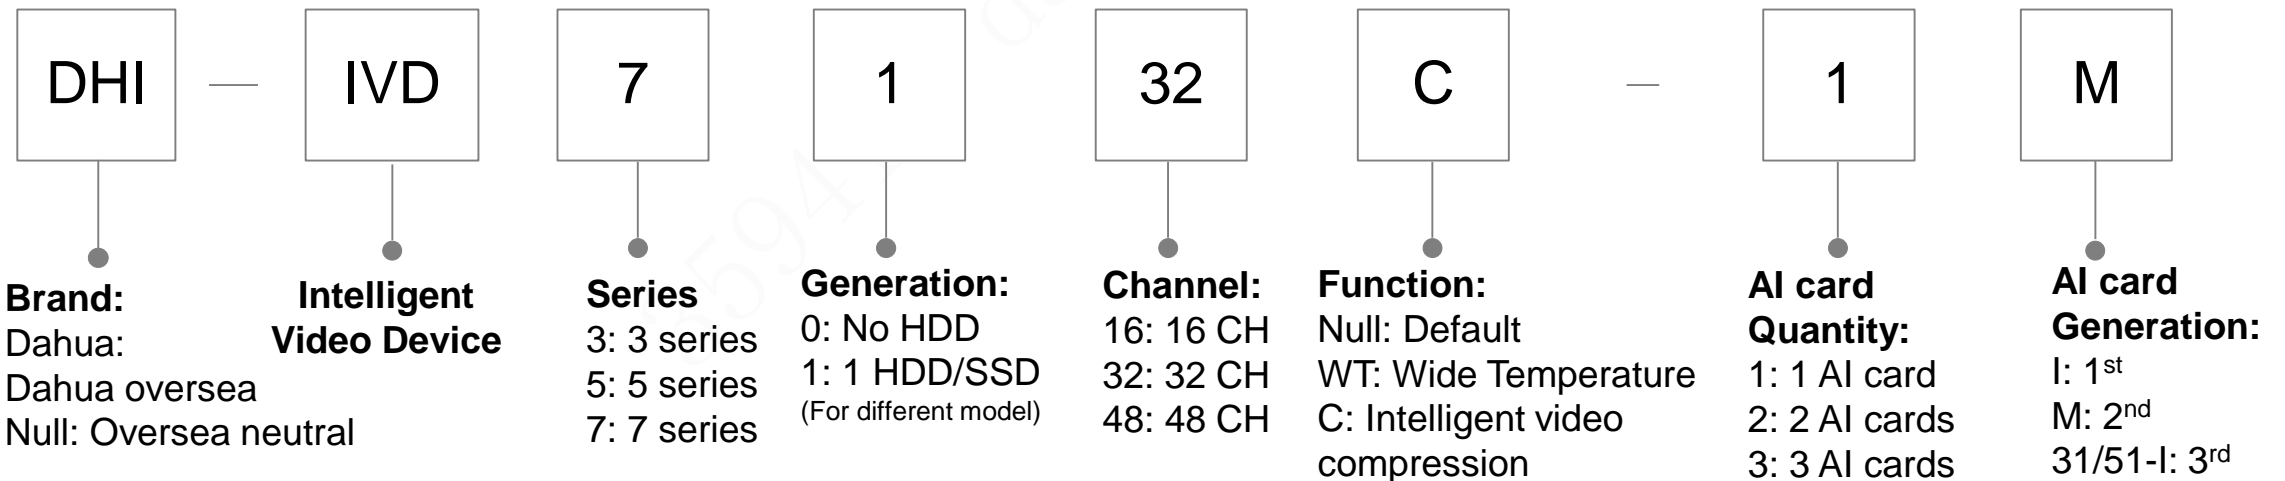 DHI — IVD 7 1 32 C — 1 M
Brand:
Dahua:
Dahua oversea
Null: Oversea neutral
Intelligent
Video Device
Series
3: 3 series
5: 5 series
7: 7 series
Generation:
0: No HDD
1: 1 HDD/SSD
(For different model)
Channel:
16: 16 CH
32: 32 CH
48: 48 CH
Function:
Null: Default
WT: Wide Temperature
C: Intelligent video
compression
AI card
Quantity:
1: 1 AI card
2: 2 AI cards
3: 3 AI cards
AI card
Generation:
I: 1st
M: 2nd
31/51-I: 3rd